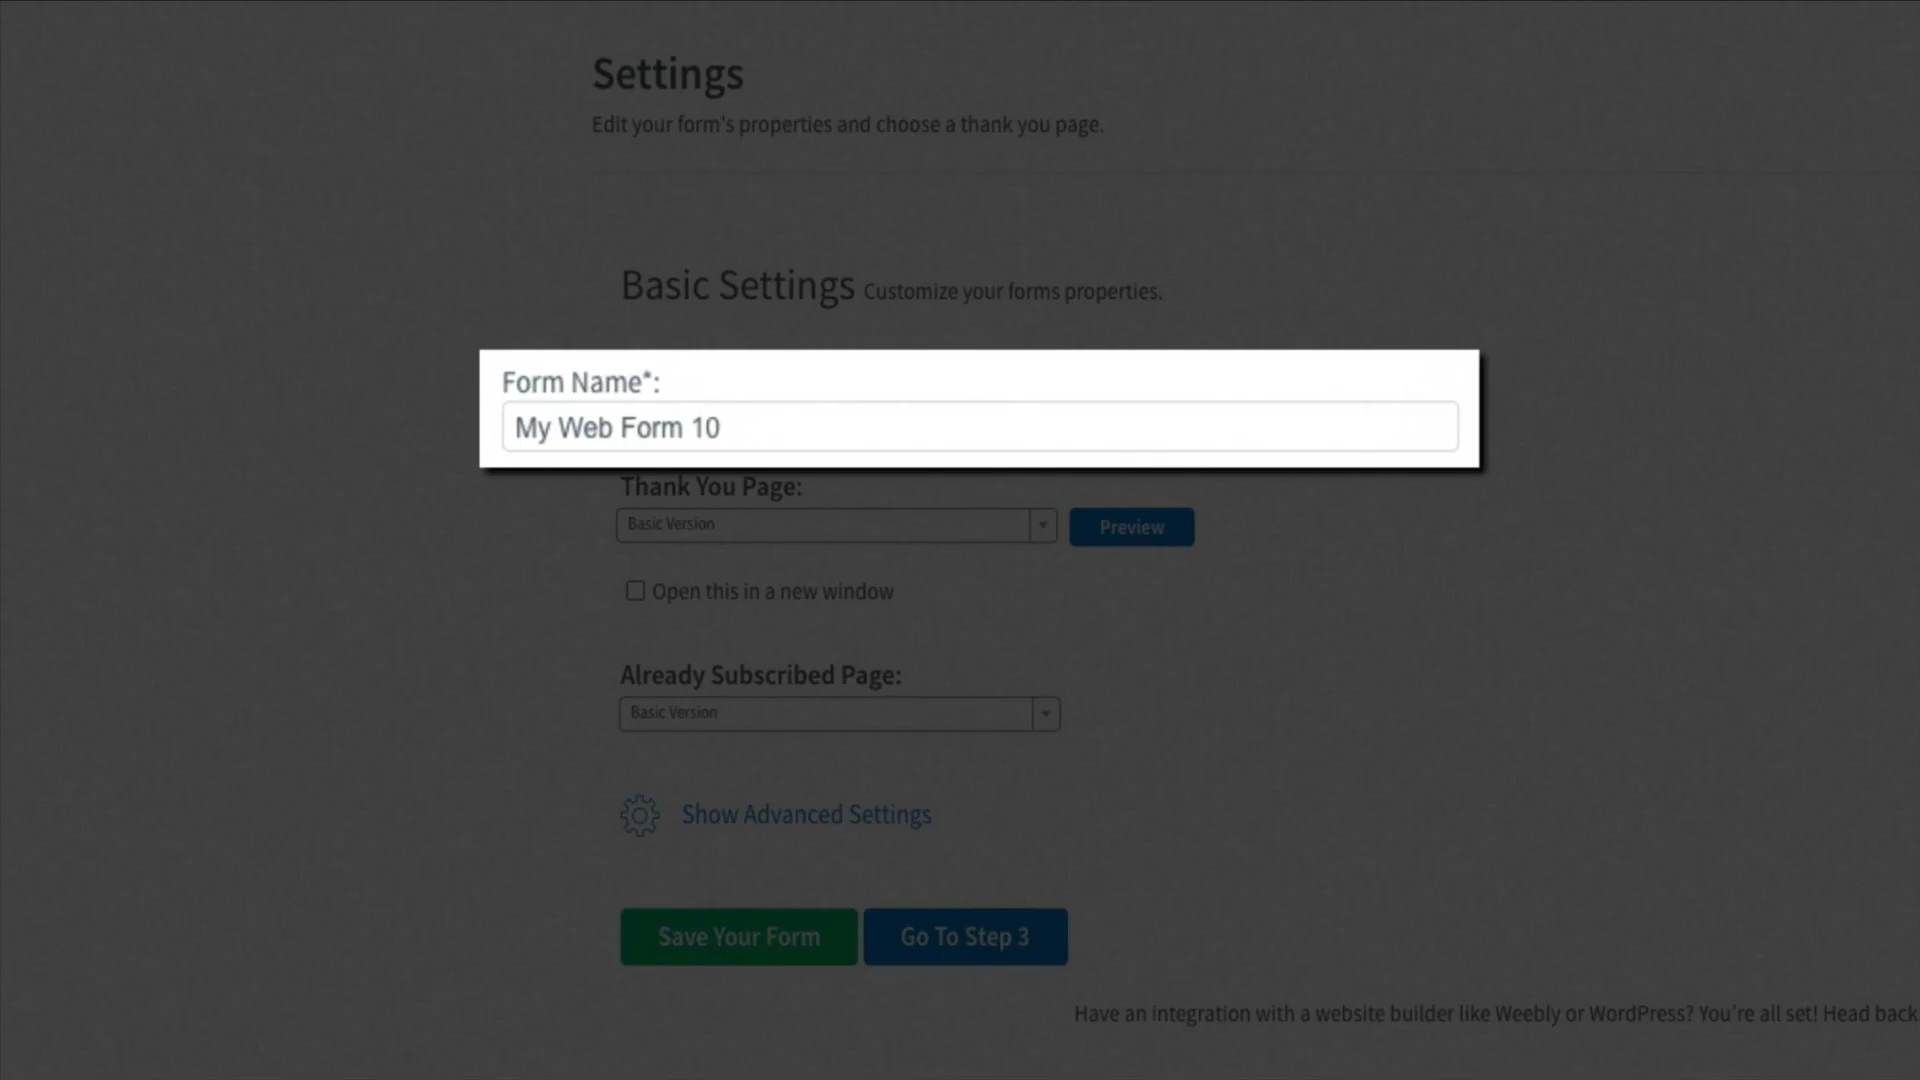 Settings
Edit your form's properties and choose a thank you page.
Basic Settings Customize your forms properties.
Form Name*:
My Web Form 10
Thank You Page:
Basic Version
Preview
Open this in a new window
Already Subscribed Page:
Basic Version
Show Advanced Settings
Save Your Form
Go To Step 3
Have an integration with a website builder like Weebly or WordPress? You're all set! Head back